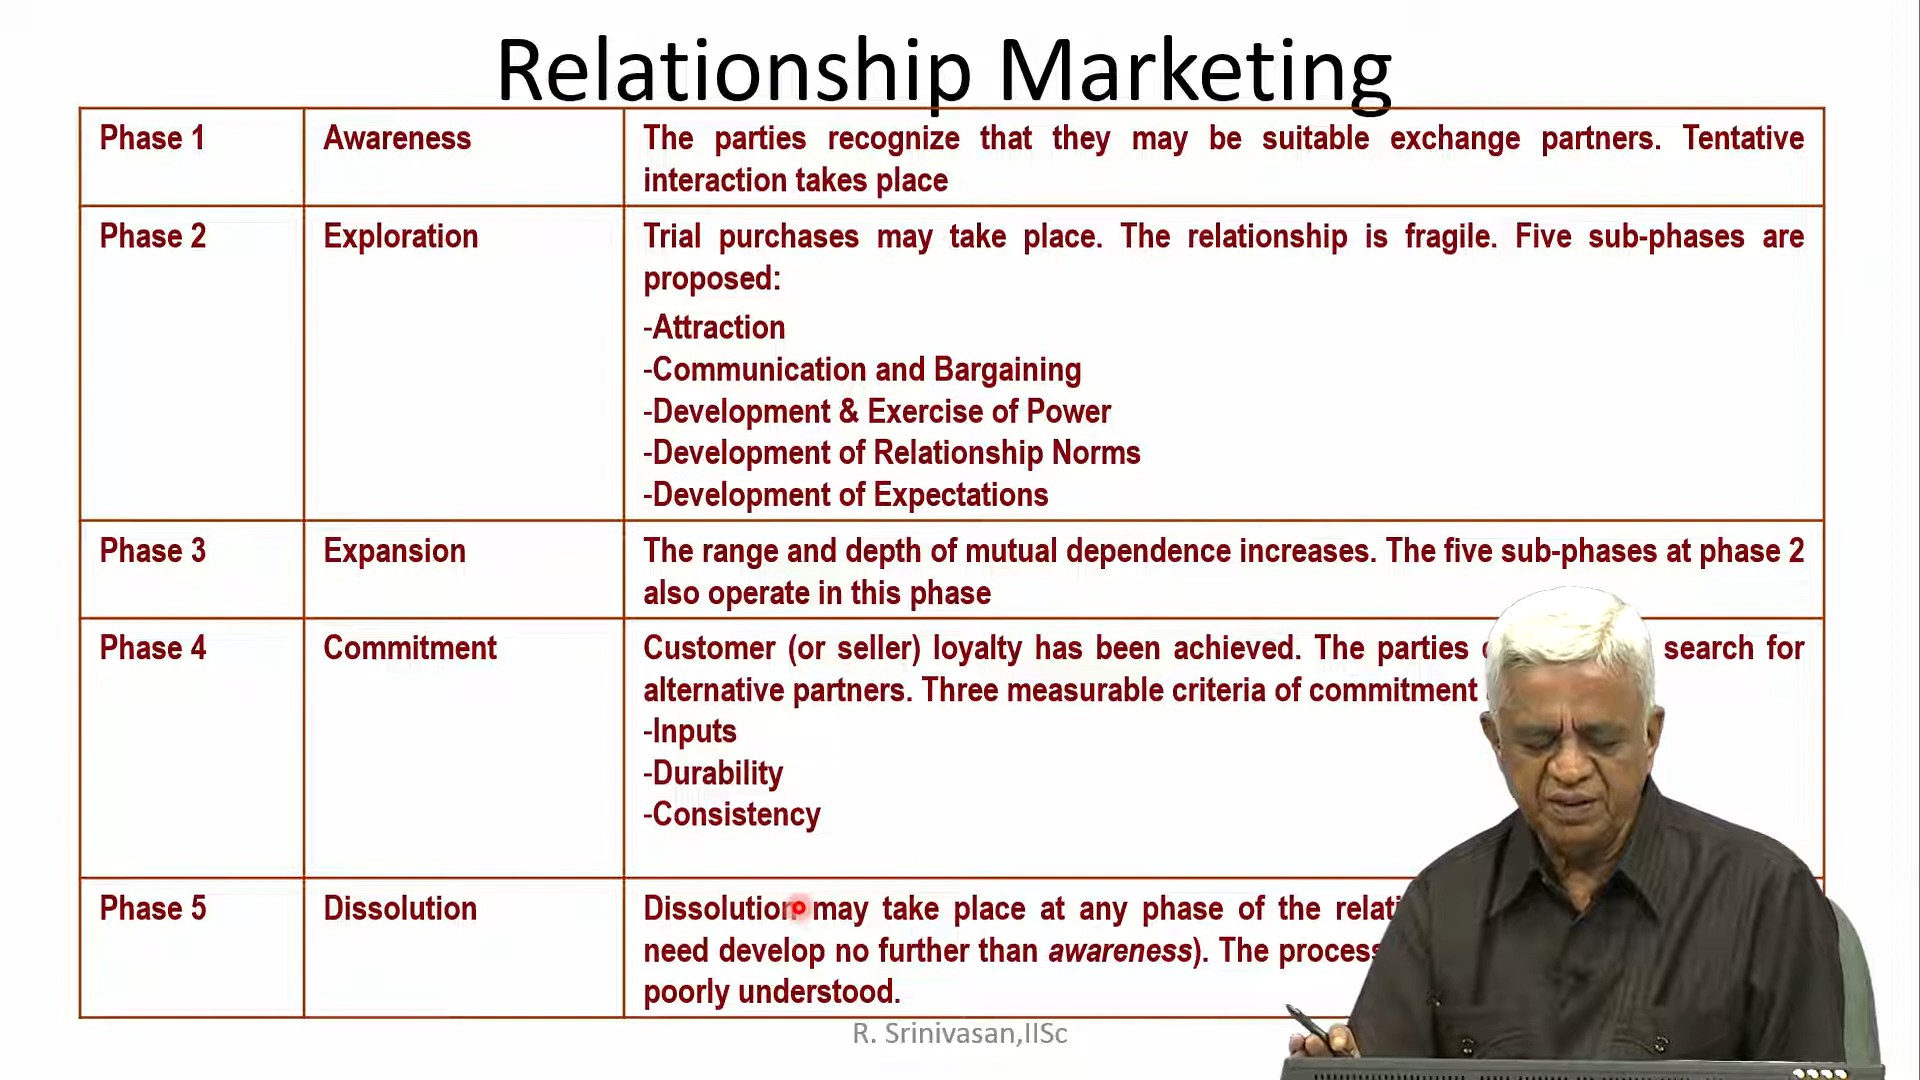 Relationship Marketing
Phase 1
Awareness
The parties recognize that they may be suitable exchange partners. Tentative
interaction takes place
Phase 2
Exploration
Trial purchases may take place. The relationship is fragile. Five sub-phases are
proposed:
-Attraction
-Communication and Bargaining
-Development & Exercise of Power
-Development of Relationship Norms
-Development of Expectations
Phase 3
Expansion
The range and depth of mutual dependence increases. The five sub-phases at phase 2
also operate in this phase
Phase 4
Commitment
Customer (or seller) loyalty has been achieved. The parties search for
alternative partners. Three measurable criteria of commitment
-Inputs
-Durability
-Consistency
Phase 5
Dissolution
Dissolution may take place at any phase of the
need develop no further than awareness). The process
poorly understood.
R. Srinivasan,IISc